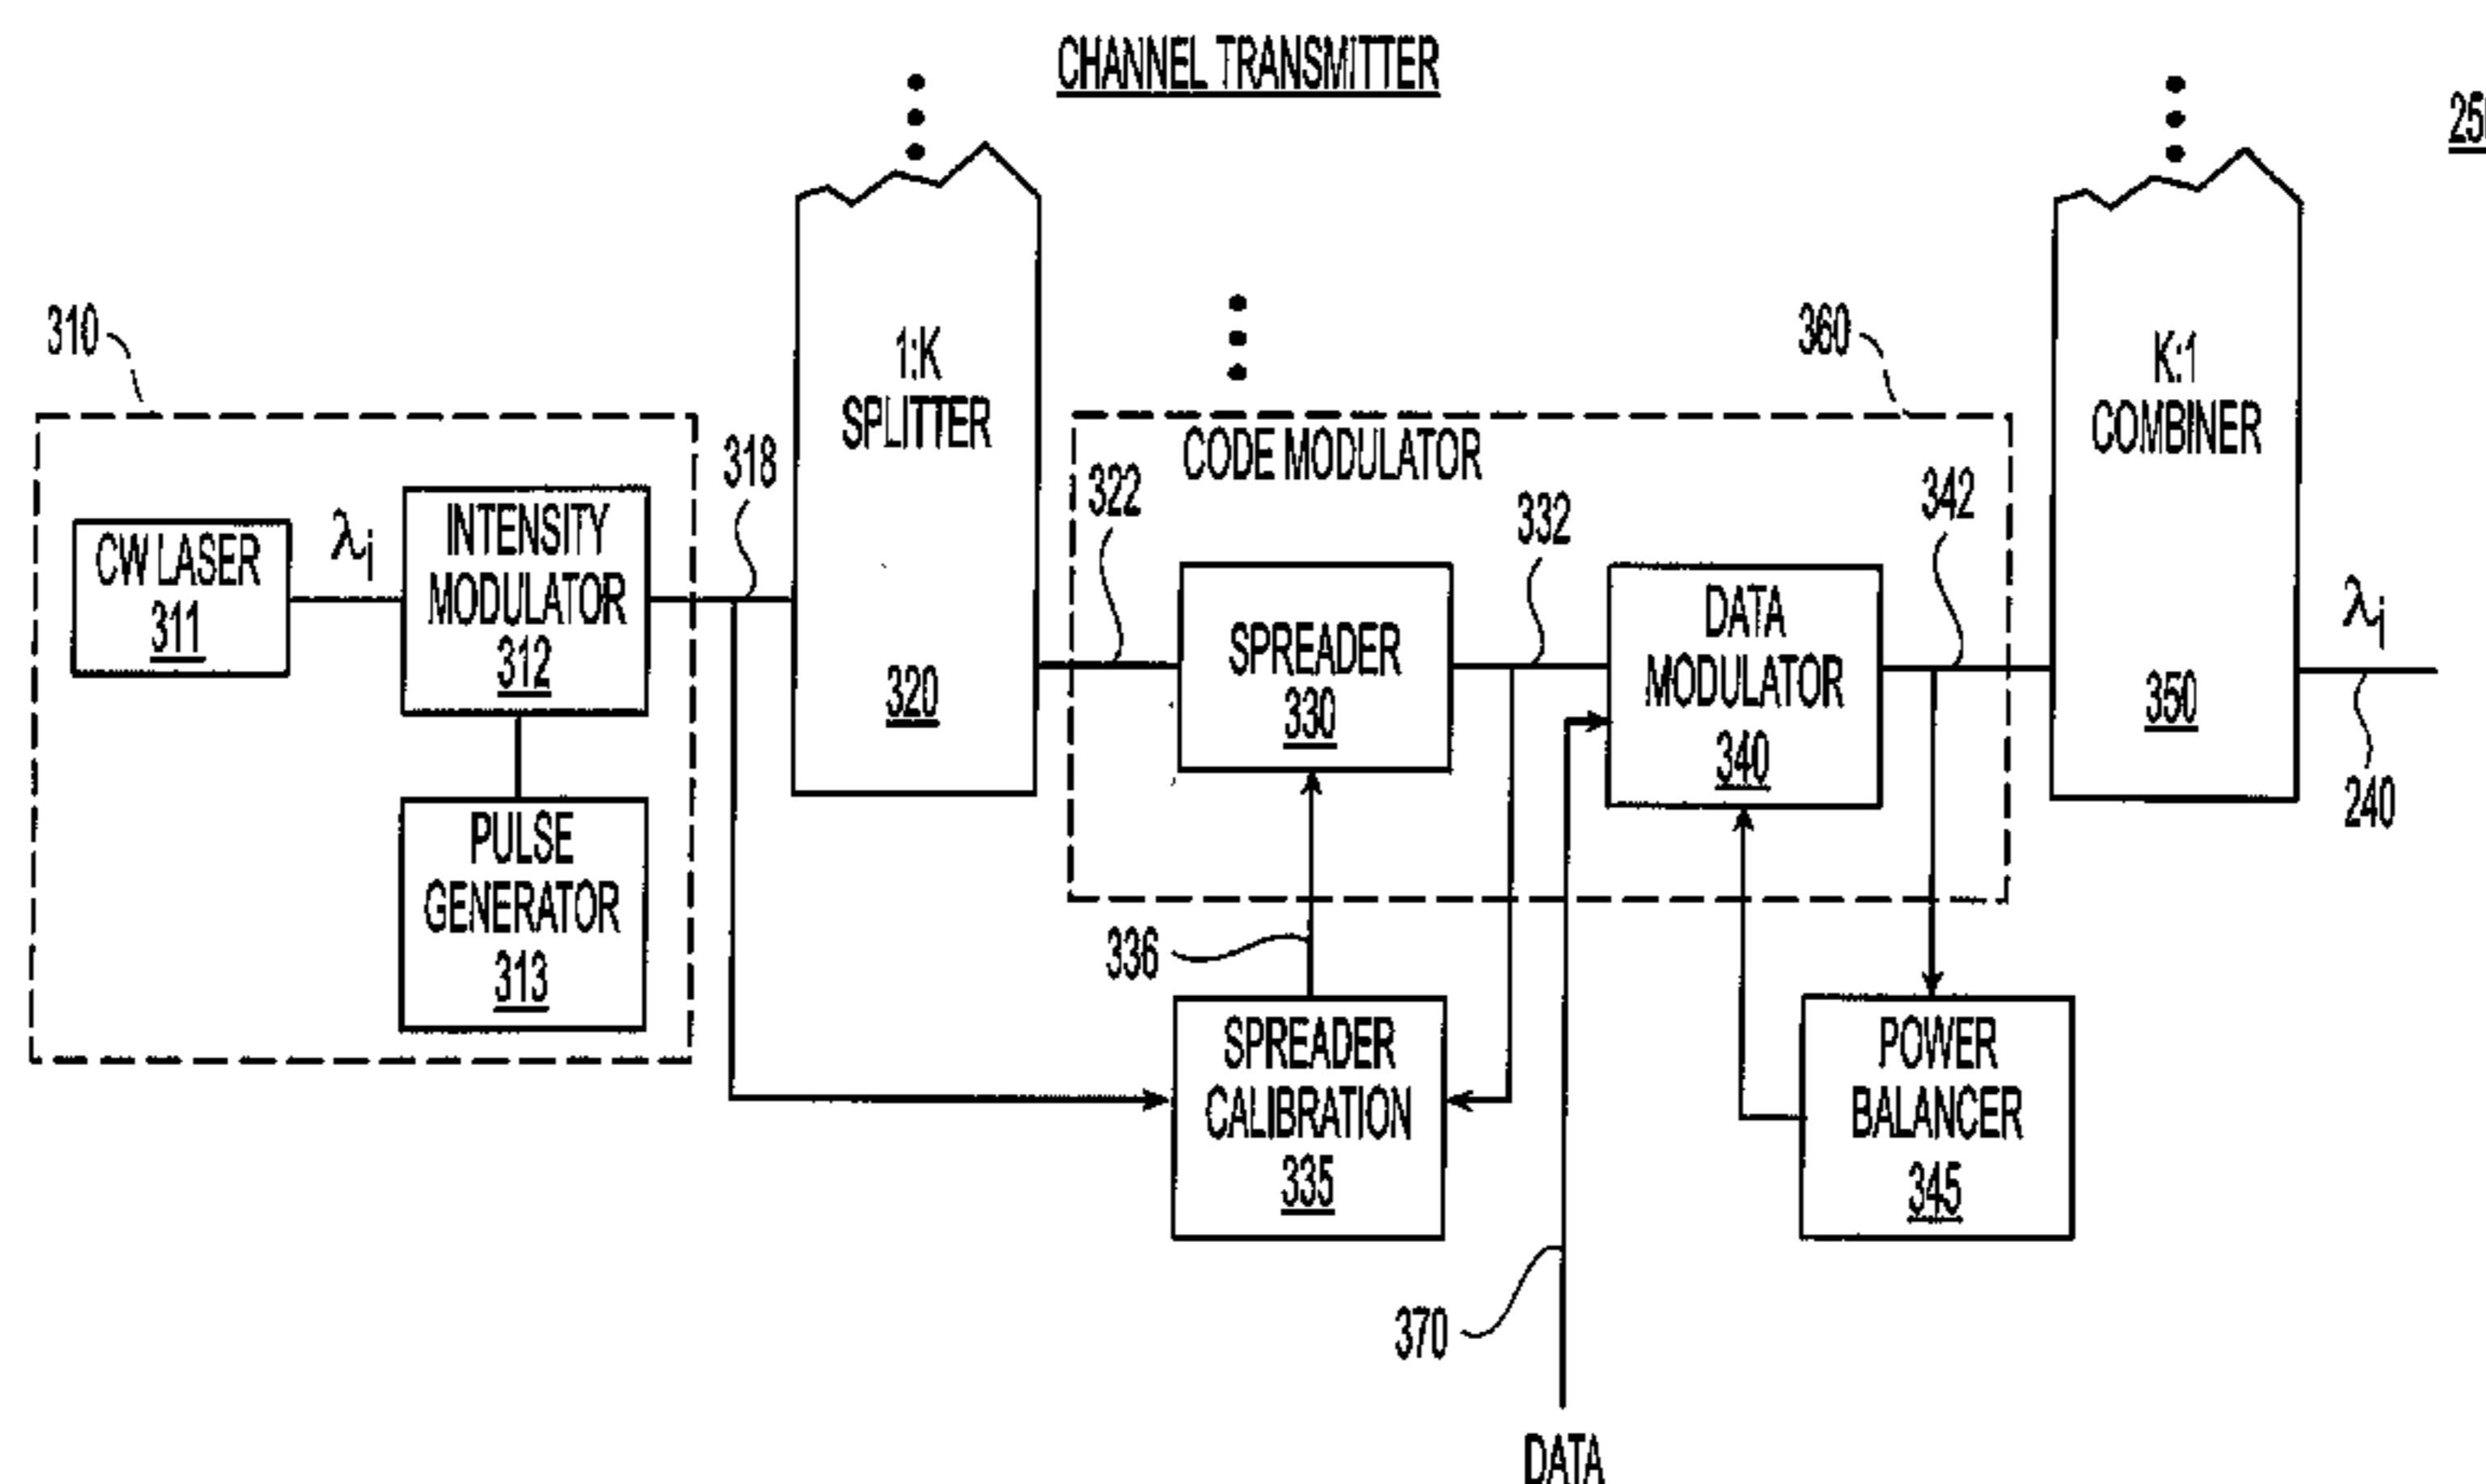 CHANNEL TRANSMITTER
310
CW LASER
311
λi
INTENSITY
MODULATOR
312
PULSE
GENERATOR
313
318
1:K
SPLITTER
320
322
360
CODE MODULATOR
SPREADER
330
332
DATA
MODULATOR
340
342
K:1
COMBINER
350
λi
240
336
SPREADER
CALIBRATION
335
POWER
BALANCER
345
370
DATA